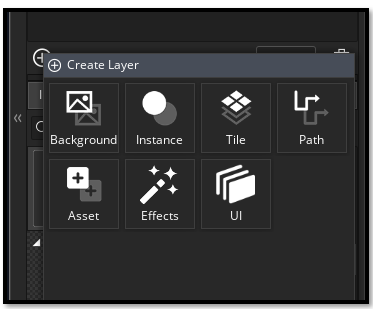 Create Layer
Background Instance Tile Path
Asset Effects UI